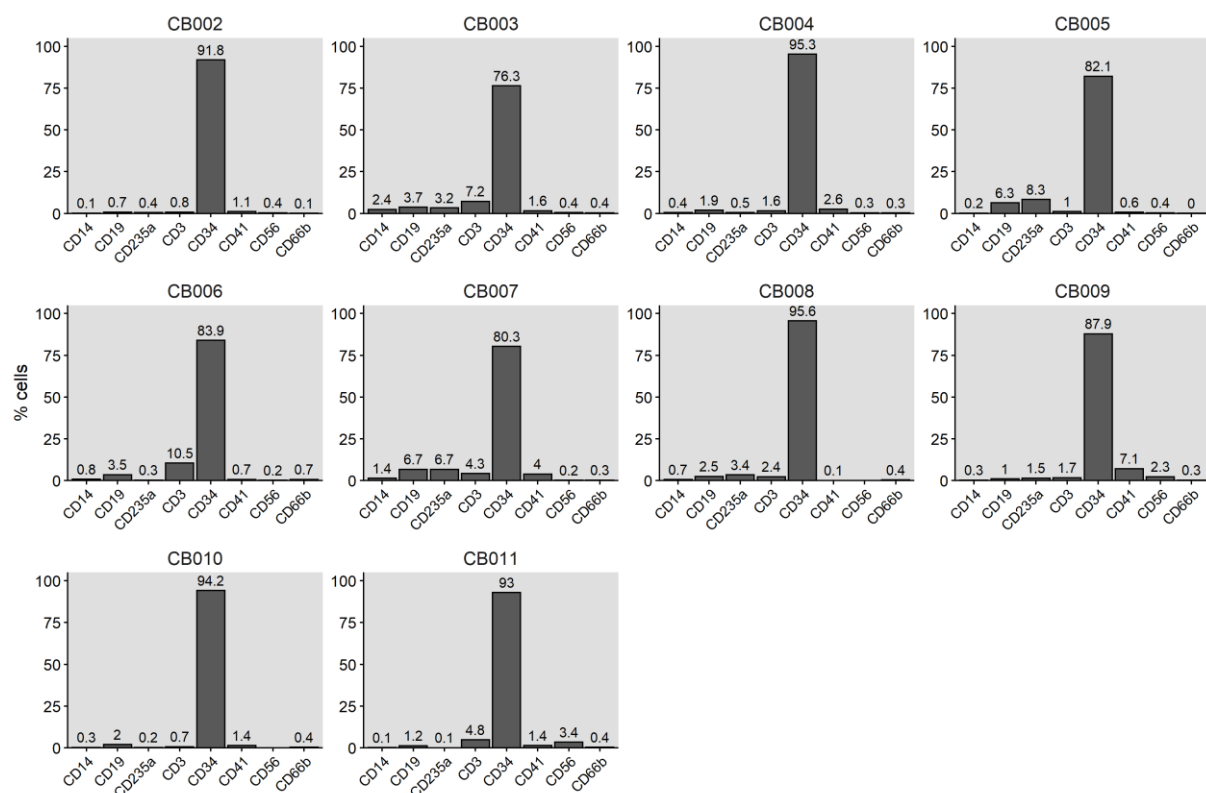 CB002 CB003 CB004 CB005
100 75 50 25 0
0.1 0.7 0.4 0.8 91.8 1.1 0.4 0.1
CD14 CD19 CD235a CD3 CD34 CD41 CD56 CD66b
100 75 50 25 0
2.4 3.7 3.2 7.2 76.3 1.6 0.4 0.4
CD14 CD19 CD235a CD3 CD34 CD41 CD56 CD66b
100 75 50 25 0
0.4 1.9 0.5 1.6 95.3 2.6 0.3 0.3
CD14 CD19 CD235a CD3 CD34 CD41 CD56 CD66b
100 75 50 25 0
0.2 6.3 8.3 1 82.1 0.6 0.4 0
CD14 CD19 CD235a CD3 CD34 CD41 CD56 CD66b
% cells
CB006 CB007 CB008 CB009
100 75 50 25 0
0.8 3.5 0.3 10.5 83.9 0.7 0.2 0.7
CD14 CD19 CD235a CD3 CD34 CD41 CD56 CD66b
100 75 50 25 0
1.4 6.7 6.7 4.3 80.3 4 0.2 0.3
CD14 CD19 CD235a CD3 CD34 CD41 CD56 CD66b
100 75 50 25 0
0.7 2.5 3.4 2.4 95.6 0.1 0.4
CD14 CD19 CD235a CD3 CD34 CD41 CD56 CD66b
100 75 50 25 0
0.3 1 1.5 1.7 87.9 7.1 2.3 0.3
CD14 CD19 CD235a CD3 CD34 CD41 CD56 CD66b
CB010 CB011
100 75 50 25 0
0.3 2 0.2 0.7 94.2 1.4 0.4
CD14 CD19 CD235a CD3 CD34 CD41 CD56 CD66b
100 75 50 25 0
0.1 1.2 0.1 4.8 93 1.4 3.4 0.4
CD14 CD19 CD235a CD3 CD34 CD41 CD56 CD66b